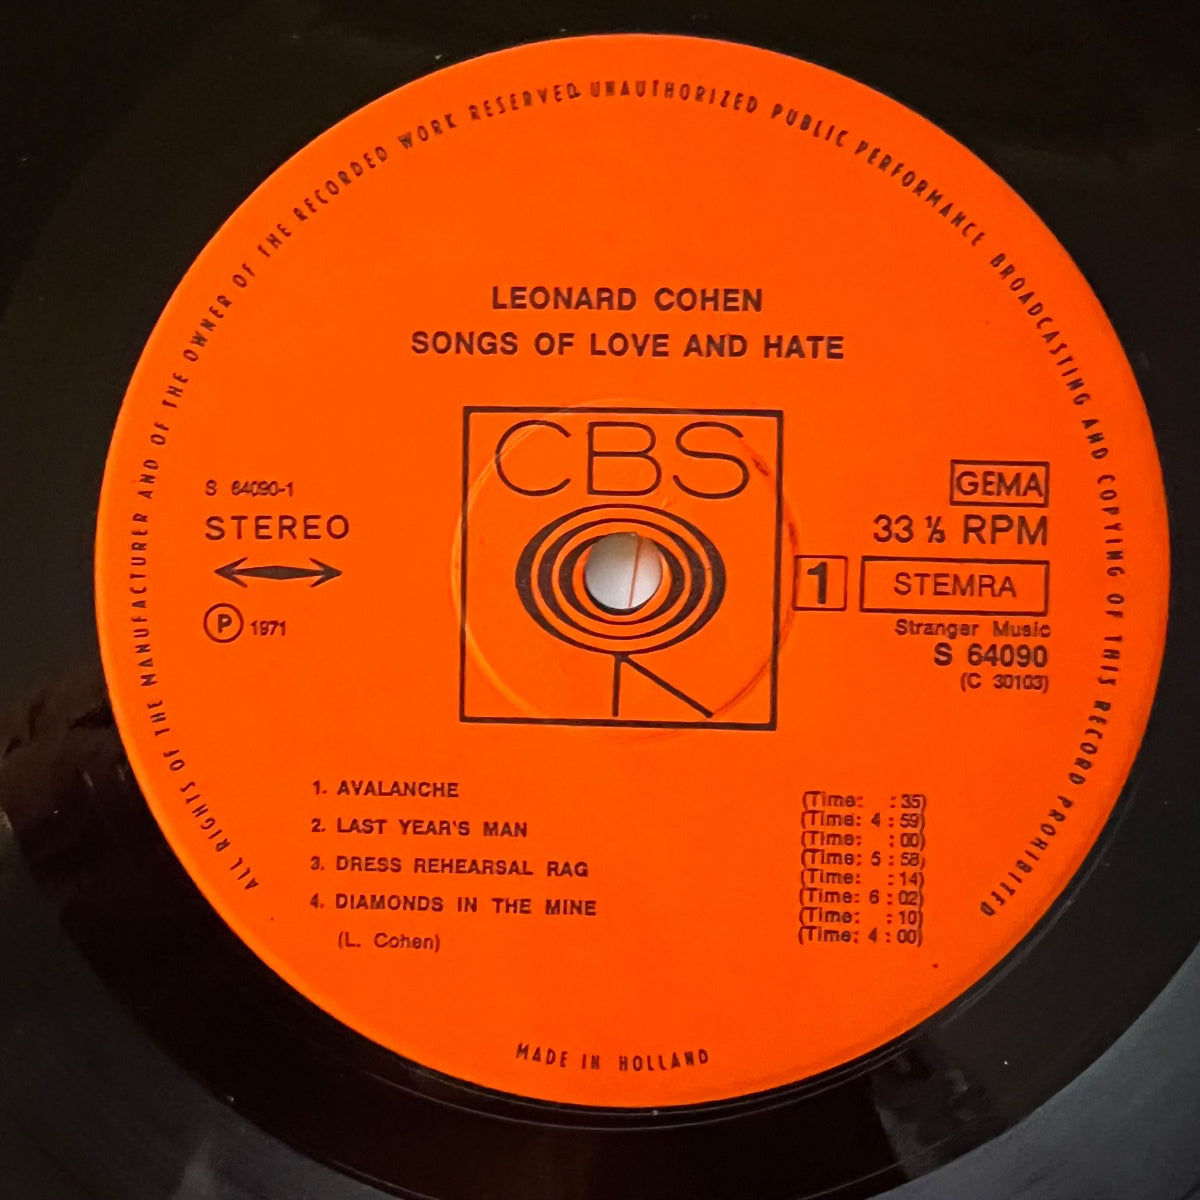 ALL RIGHTS OF THE MANUFACTURER AND OF THE OWNER OF THE RECORDED WORK RESERVED. UNAUTHORIZED PUBLIC PERFORMANCE BROADCASTING AND COPYING OF THIS RECORD PROHIBITED
LEONARD COHEN
SONGS OF LOVE AND HATE
CBS
S 64090-1
STEREO
℗ 1971
GEMA
33 ⅓ RPM
1 STEMRA
Stranger Music
S 64090
(C 30103)
1. AVALANCHE
2. LAST YEAR'S MAN
3. DRESS REHEARSAL RAG
4. DIAMONDS IN THE MINE
(L. Cohen)
(Time: :35)
(Time: 4:59)
(Time: :00)
(Time: 5:58)
(Time: :14)
(Time: 6:02)
(Time: :10)
(Time: 4:00)
MADE IN HOLLAND